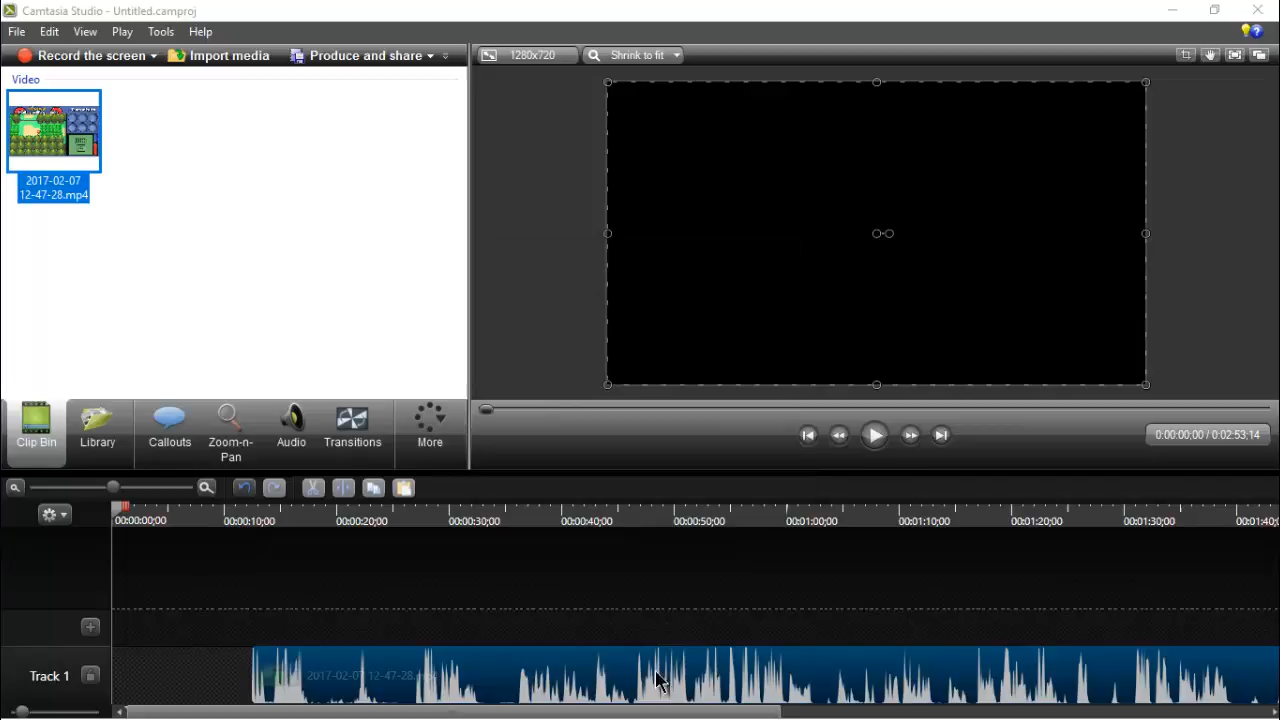 Camtasia Studio - Untitled.camproj
File Edit View Play Tools Help
Record the screen Import media Produce and share
1280x720 Shrink to fit
Video
2017-02-07
12-47-28.mp4
Clip Bin Library Callouts Zoom-n-
Pan Audio Transitions More
0:00:00;00 / 0:02:53;14
00:00:00;00 00:00:10;00 00:00:20;00 00:00:30;00 00:00:40;00 00:00:50;00 00:01:00;00 00:01:10;00 00:01:20;00 00:01:30;00 00:01:40;
Track 1 2017-02-07 12-47-28.mp4